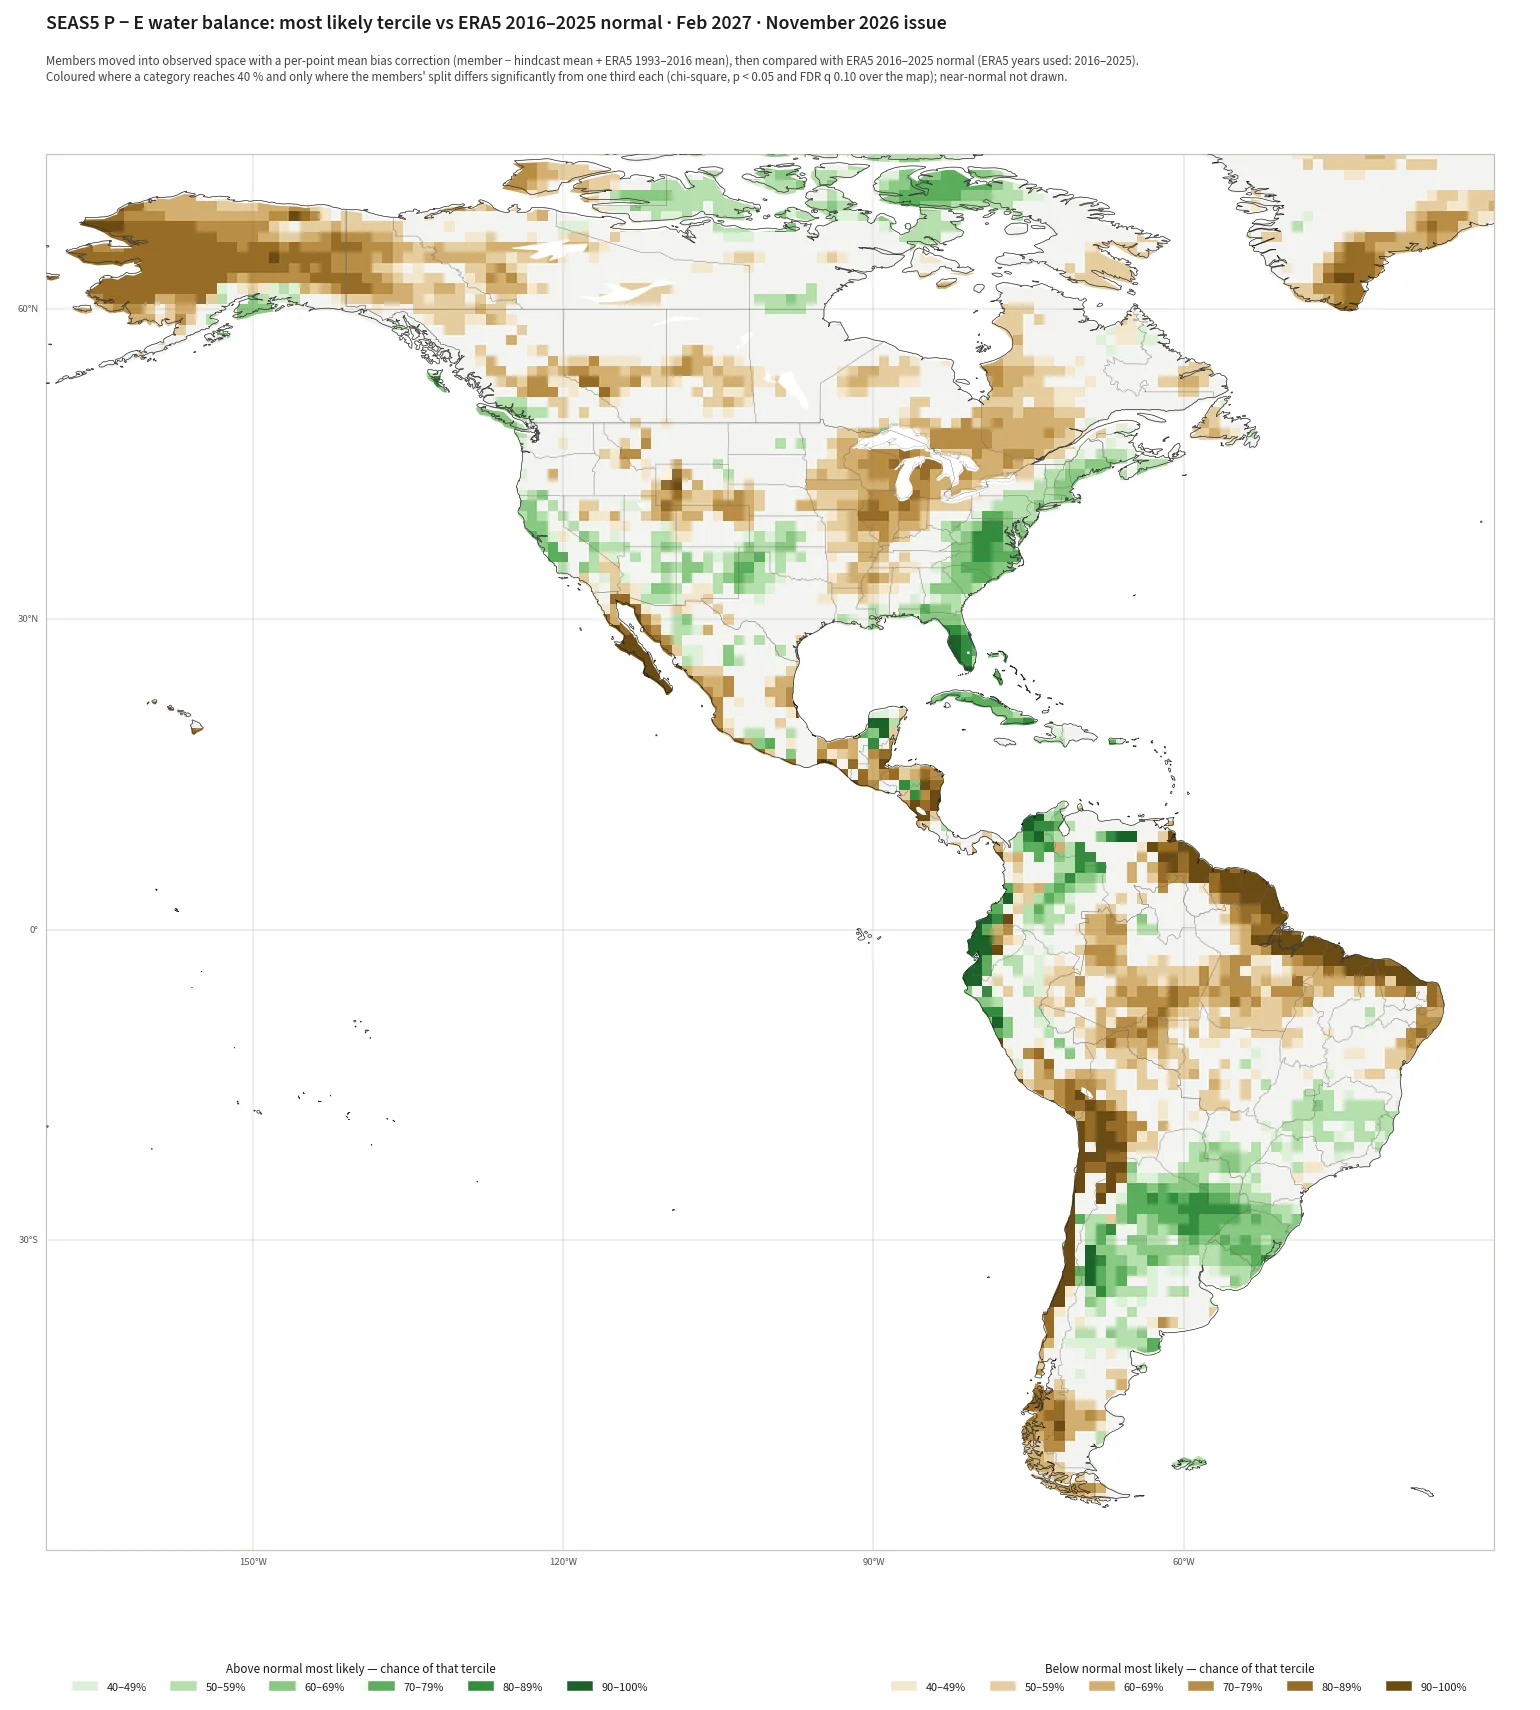 SEAS5 P − E water balance: most likely tercile vs ERA5 2016–2025 normal · Feb 2027 · November 2026 issue
Members moved into observed space with a per-point mean bias correction (member − hindcast mean + ERA5 1993–2016 mean), then compared with ERA5 2016–2025 normal (ERA5 years used: 2016–2025).
Coloured where a category reaches 40 % and only where the members' split differs significantly from one third each (chi-square, p < 0.05 and FDR q 0.10 over the map); near-normal not drawn.
60°N
30°N
0°
30°S
150°W
120°W
90°W
60°W
Above normal most likely — chance of that tercile
40–49%
50–59%
60–69%
70–79%
80–89%
90–100%
Below normal most likely — chance of that tercile
40–49%
50–59%
60–69%
70–79%
80–89%
90–100%